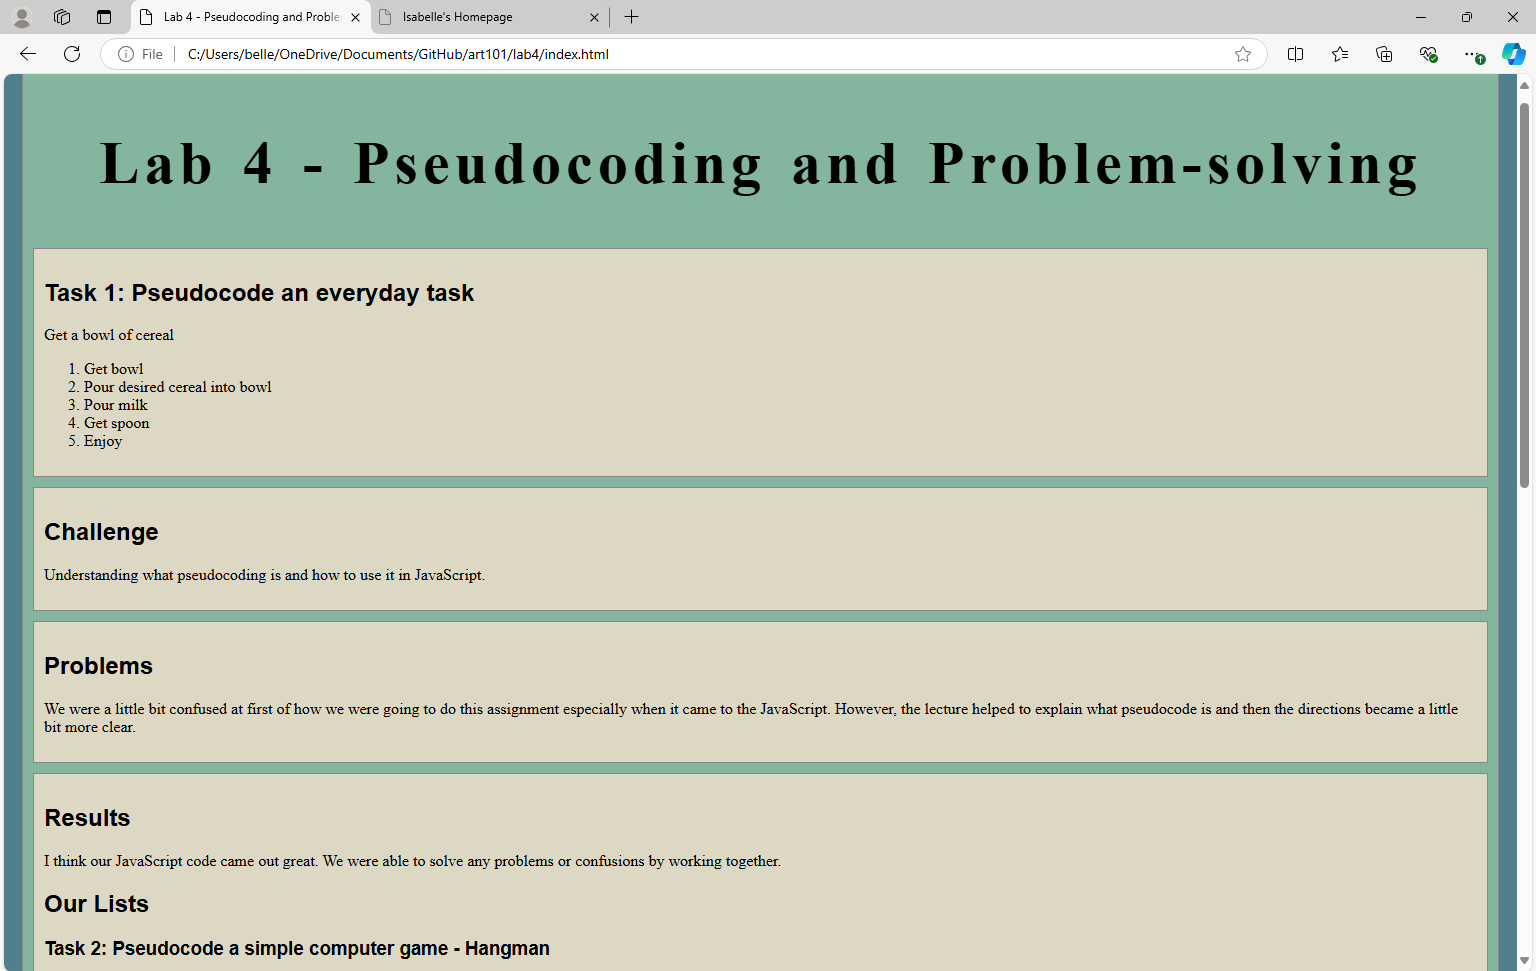 Lab 4 - Pseudocoding and Proble
Isabelle's Homepage
File
C:/Users/belle/OneDrive/Documents/GitHub/art101/lab4/index.html
Lab 4 - Pseudocoding and Problem-solving
Task 1: Pseudocode an everyday task
Get a bowl of cereal
1. Get bowl
2. Pour desired cereal into bowl
3. Pour milk
4. Get spoon
5. Enjoy
Challenge
Understanding what pseudocoding is and how to use it in JavaScript.
Problems
We were a little bit confused at first of how we were going to do this assignment especially when it came to the JavaScript. However, the lecture helped to explain what pseudocode is and then the directions became a little
bit more clear.
Results
I think our JavaScript code came out great. We were able to solve any problems or confusions by working together.
Our Lists
Task 2: Pseudocode a simple computer game - Hangman